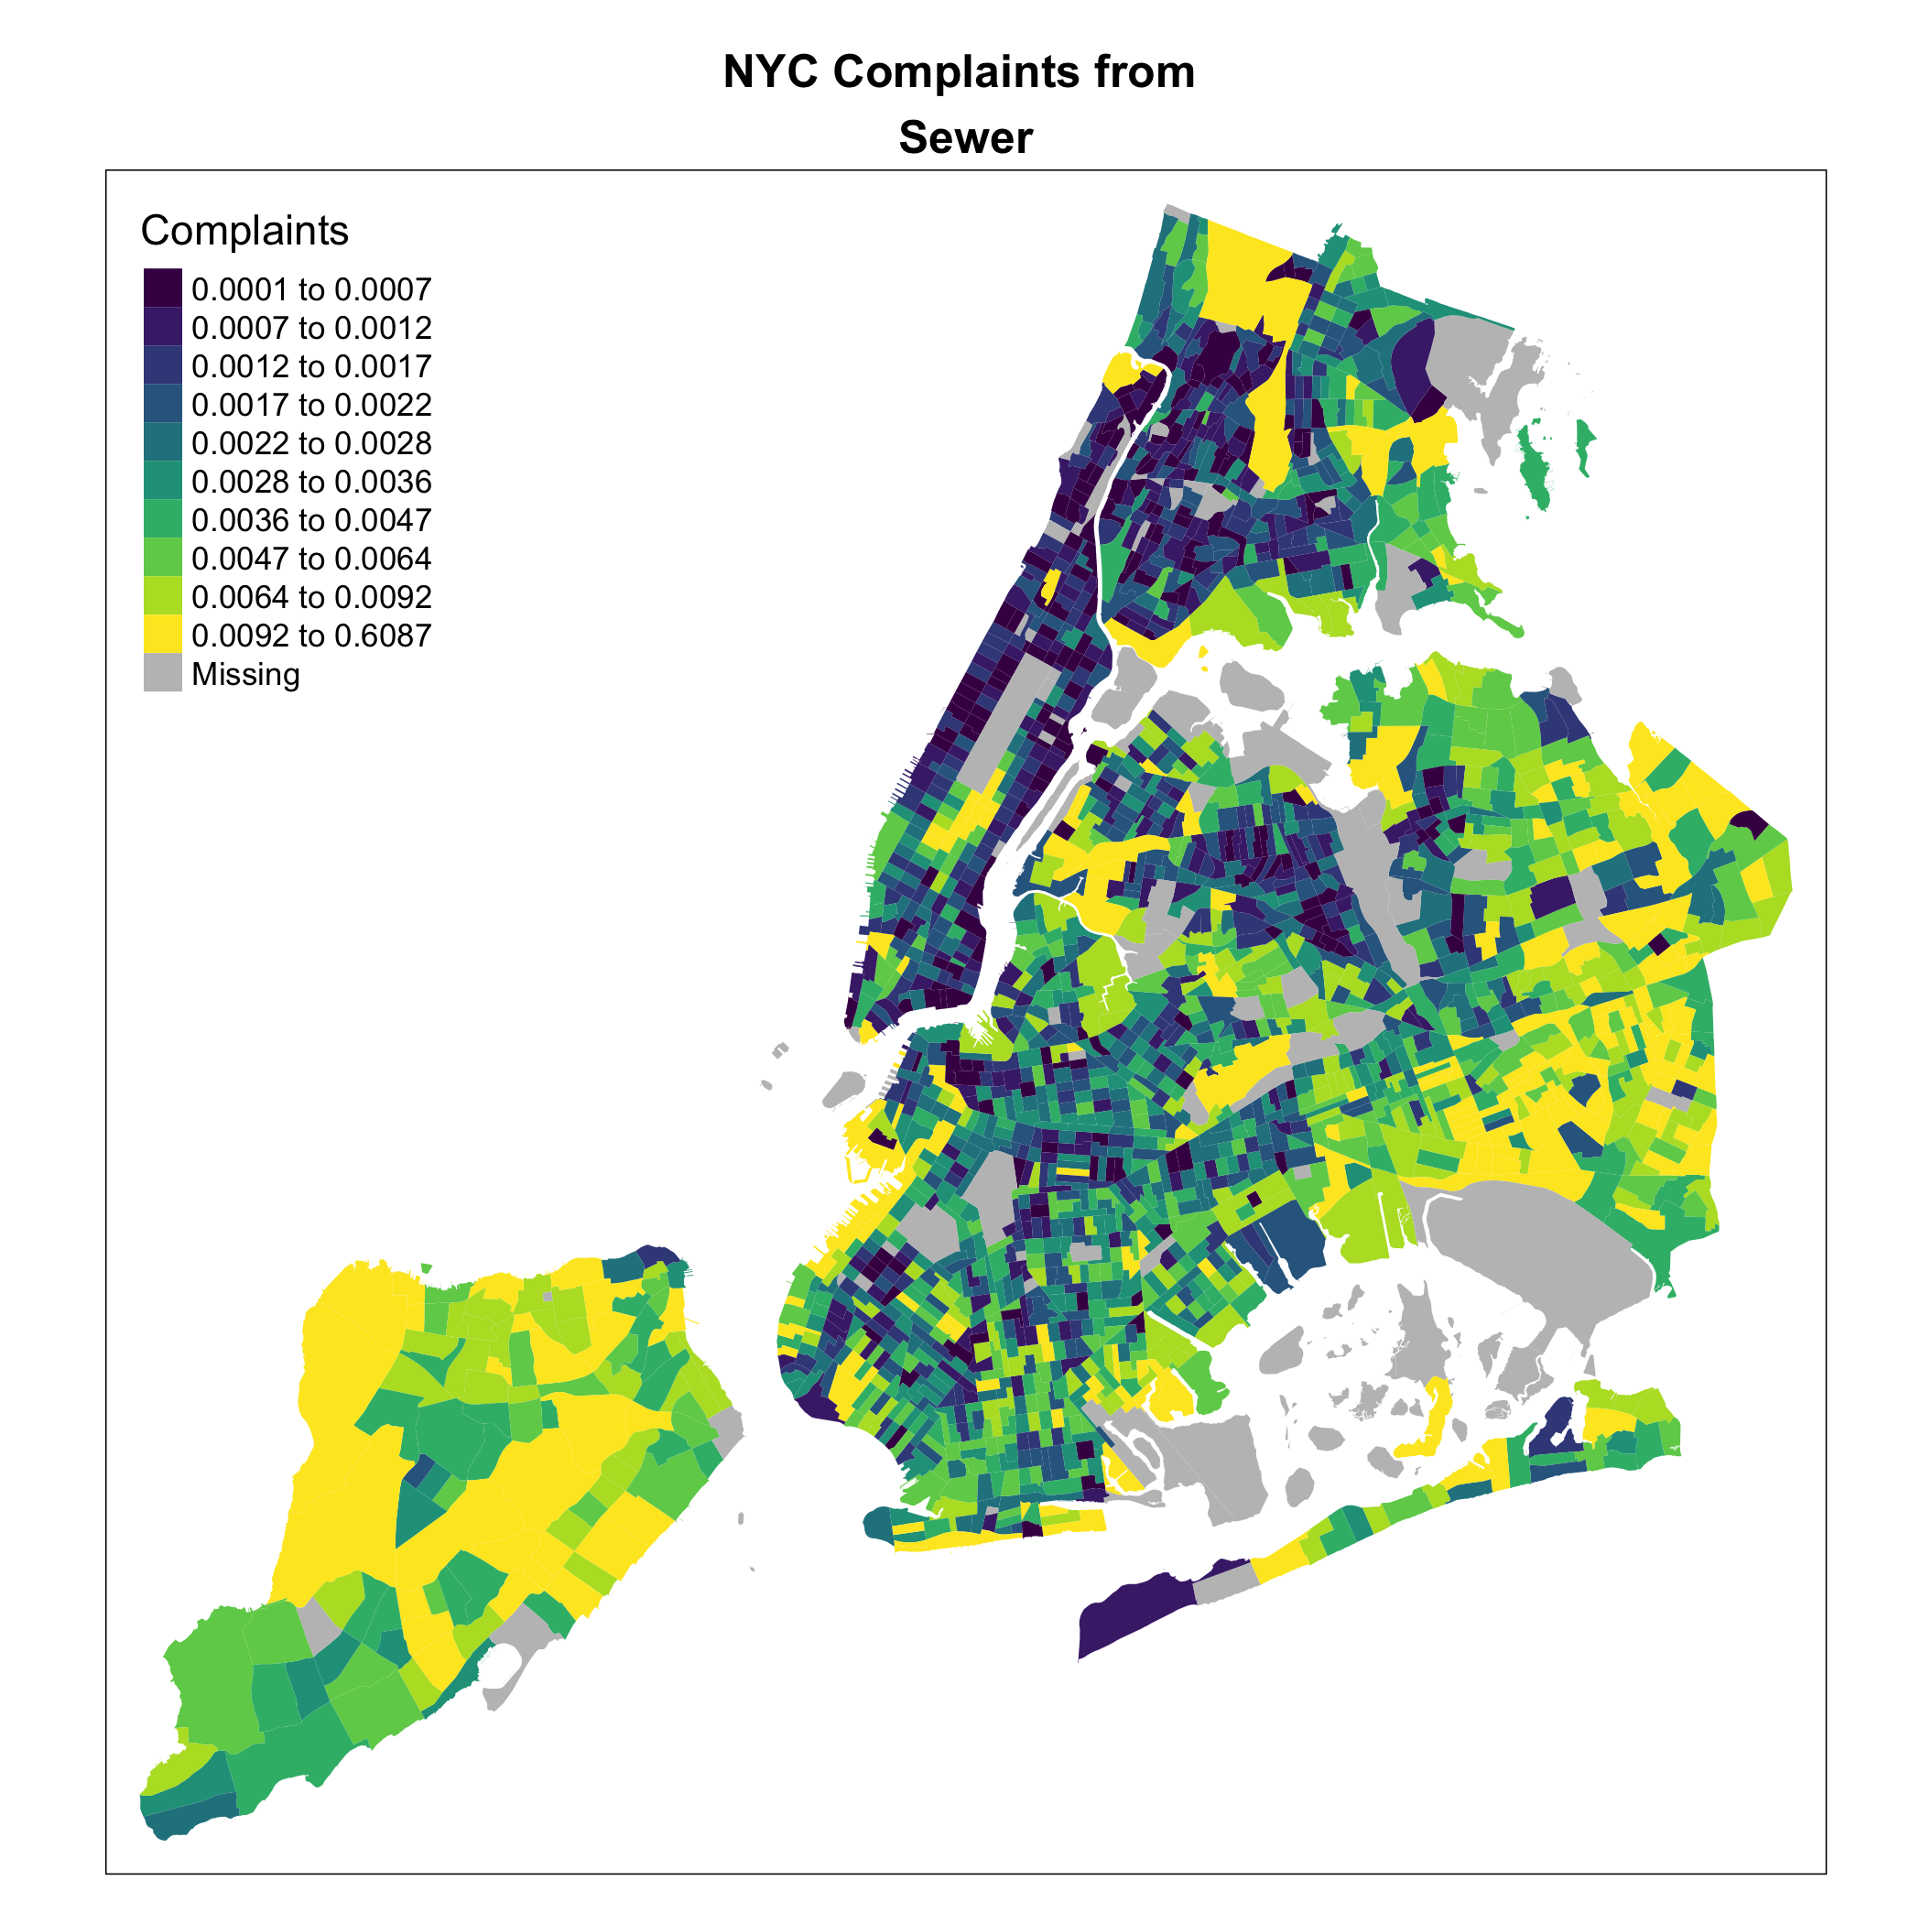 NYC Complaints from
Sewer
Complaints
0.0001 to 0.0007
0.0007 to 0.0012
0.0012 to 0.0017
0.0017 to 0.0022
0.0022 to 0.0028
0.0028 to 0.0036
0.0036 to 0.0047
0.0047 to 0.0064
0.0064 to 0.0092
0.0092 to 0.6087
Missing